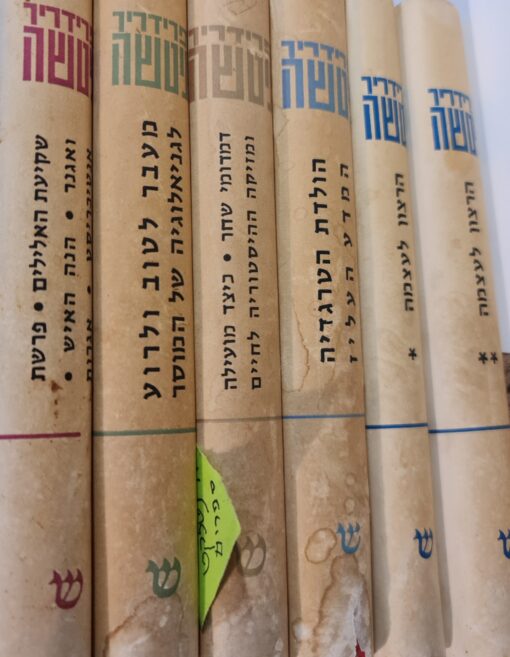 פרידריך
ניטשה
הרצון לעצמה
**
פרידריך
ניטשה
הרצון לעצמה
*
פרידריך
ניטשה
הולדת הטרגדיה
המדע העליז
ש
פרידריך
ניטשה
דמדומי שחר • כיצד מועילה
ומזיקה ההיסטוריה לחיים
ש
ספרים
פרידריך
ניטשה
מעבר לטוב ולרוע
לגניאלוגיה של המוסר
ש
פרידריך
ניטשה
שקיעת האלילים • פרשת
ואגנר • הנה האיש •
ש
ש
ש